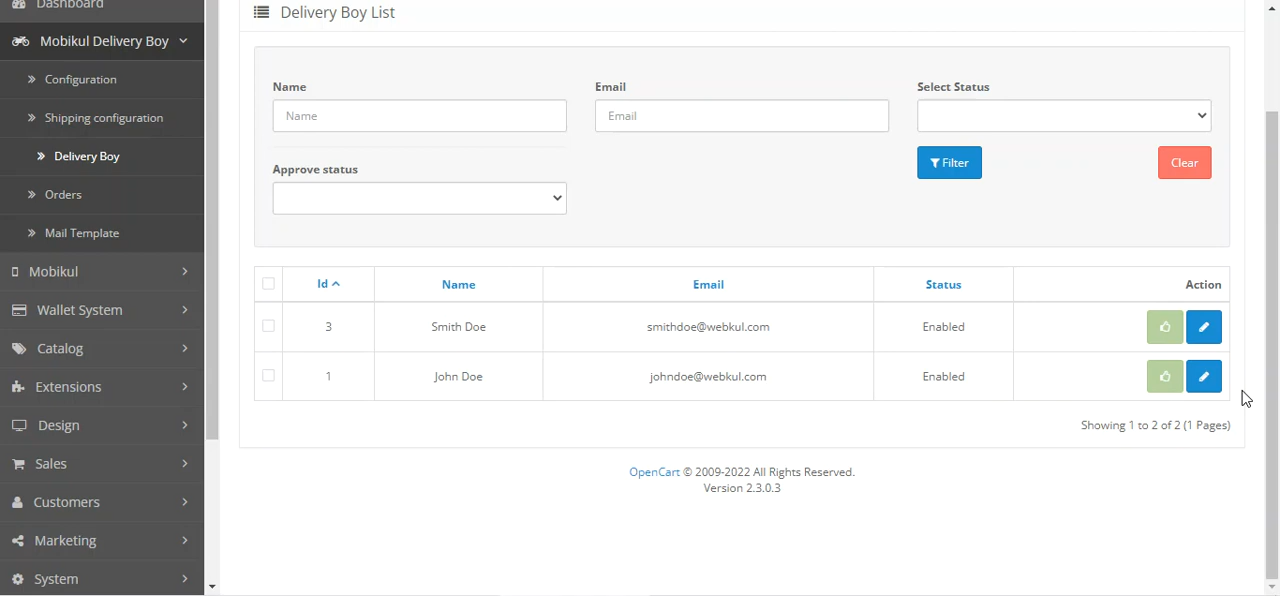 Dashboard
Mobikul Delivery Boy
Configuration
Shipping configuration
Delivery Boy
Orders
Mail Template
Mobikul
Wallet System
Catalog
Extensions
Design
Sales
Customers
Marketing
System
Delivery Boy List
Name Email Select Status
Name Email
Filter Clear
Approve status
Id Name Email Status Action
3 Smith Doe smithdoe@webkul.com Enabled
1 John Doe johndoe@webkul.com Enabled
Showing 1 to 2 of 2 (1 Pages)
OpenCart © 2009-2022 All Rights Reserved.
Version 2.3.0.3